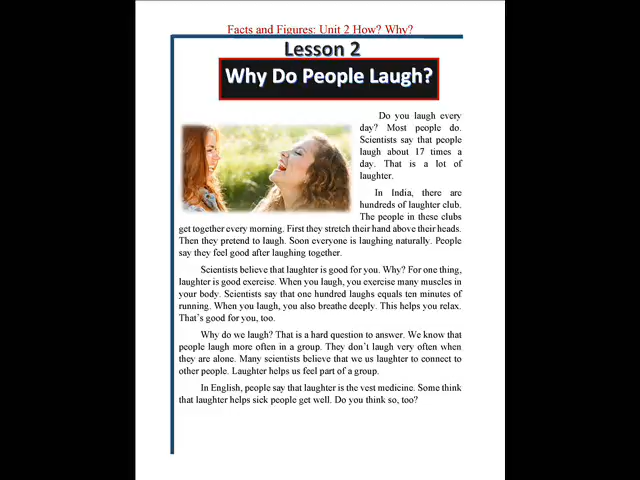 Facts and Figures: Unit 2 How? Why?
Lesson 2
Why Do People Laugh?
Do you laugh every
day? Most people do.
Scientists say that people
laugh about 17 times a
day. That is a lot of
laughter.
In India, there are
hundreds of laughter club.
The people in these clubs
get together every morning. First they stretch their hand above their heads.
Then they pretend to laugh. Soon everyone is laughing naturally. People
say they feel good after laughing together.
Scientists believe that laughter is good for you. Why? For one thing,
laughter is good exercise. When you laugh, you exercise many muscles in
your body. Scientists say that one hundred laughs equals ten minutes of
running. When you laugh, you also breathe deeply. This helps you relax.
That's good for you, too.
Why do we laugh? That is a hard question to answer. We know that
people laugh more often in a group. They don't laugh very often when
they are alone. Many scientists believe that we us laughter to connect to
other people. Laughter helps us feel part of a group.
In English, people say that laughter is the vest medicine. Some think
that laughter helps sick people get well. Do you think so, too?